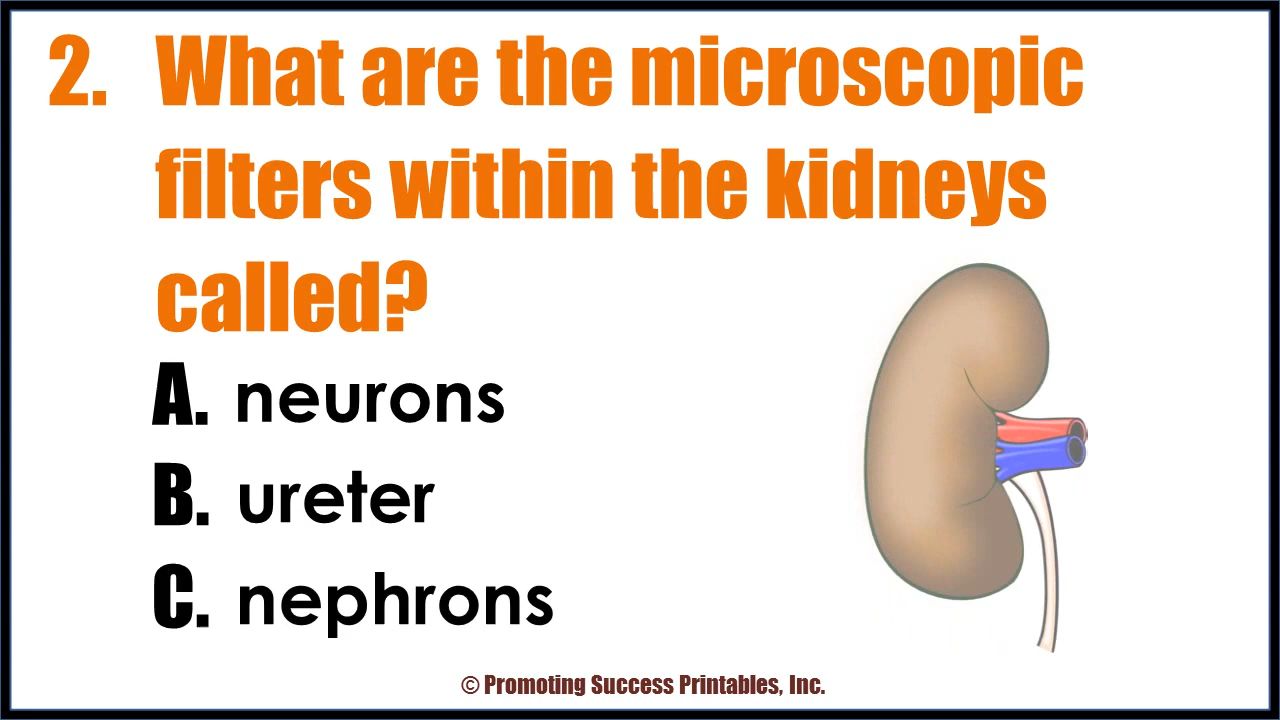 2. What are the microscopic
filters within the kidneys
called?
A. neurons
B. ureter
C. nephrons
© Promoting Success Printables, Inc.